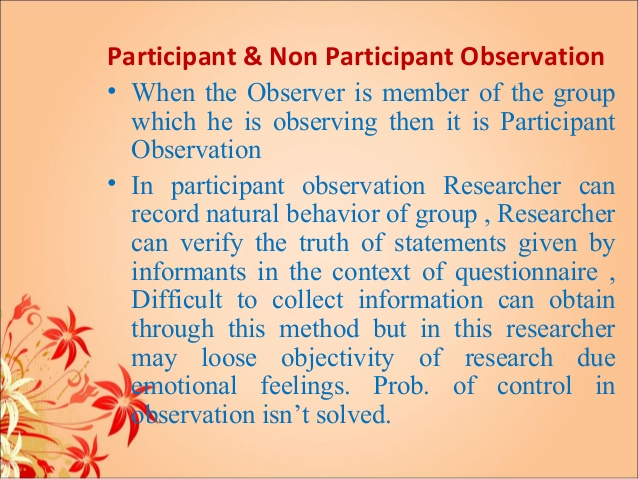 Participant & Non Participant Observation
• When the Observer is member of the group
which he is observing then it is Participant
Observation
• In participant observation Researcher can
record natural behavior of group , Researcher
can verify the truth of statements given by
informants in the context of questionnaire ,
Difficult to collect information can obtain
through this method but in this researcher
may loose objectivity of research due
emotional feelings. Prob. of control in
observation isn’t solved.